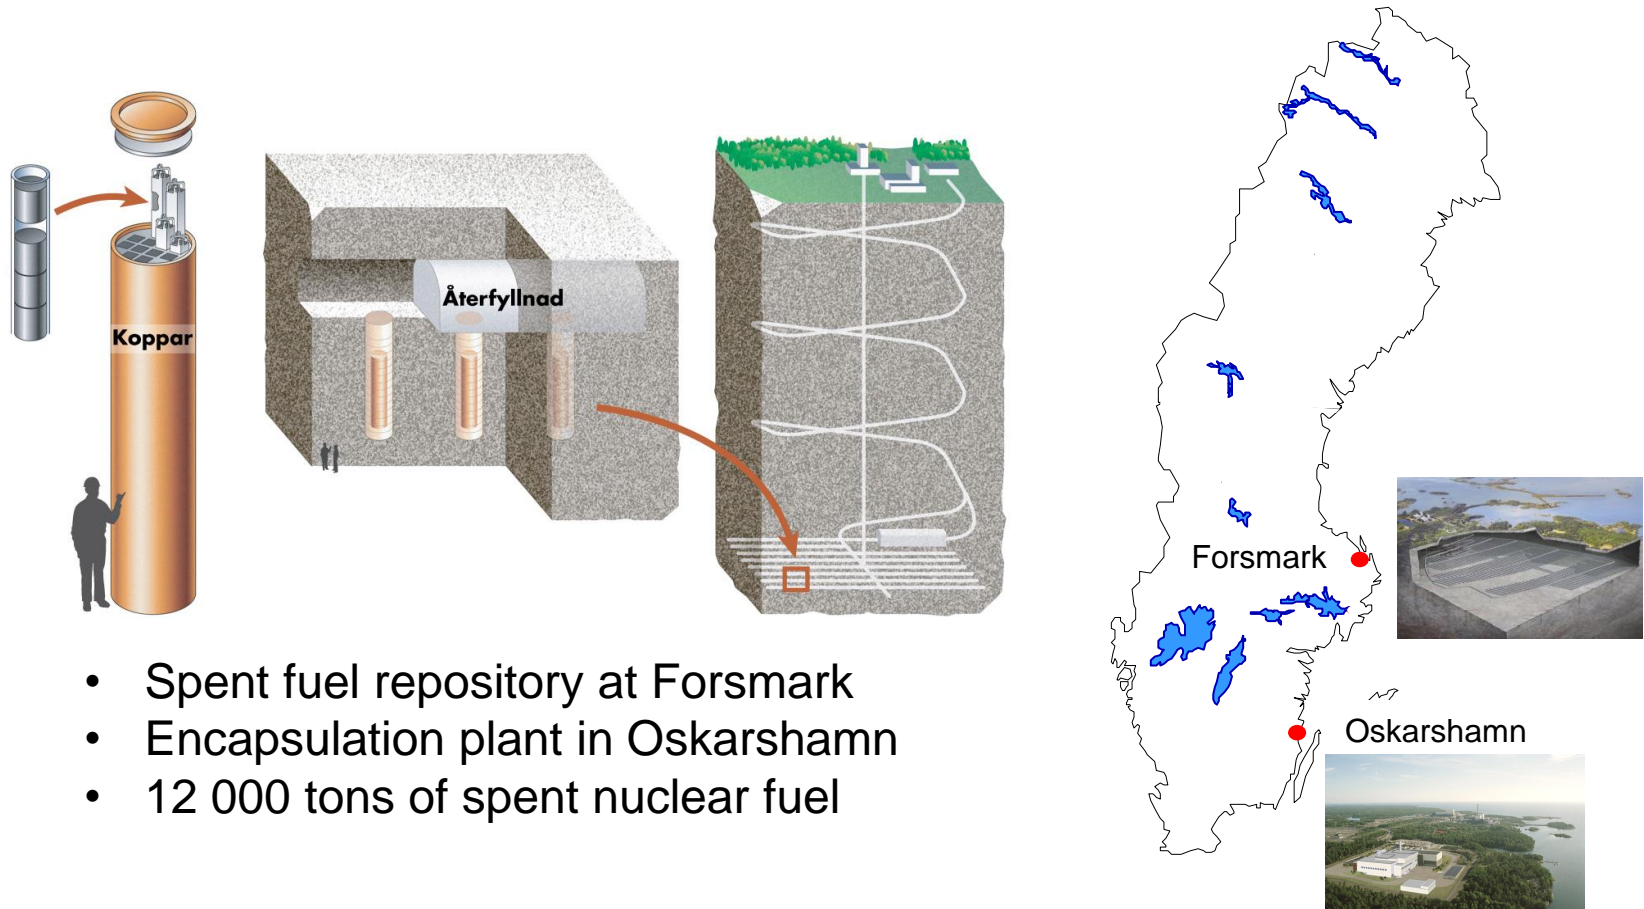 Koppar
Återfyllnad
Forsmark
Oskarshamn
• Spent fuel repository at Forsmark
• Encapsulation plant in Oskarshamn
• 12 000 tons of spent nuclear fuel